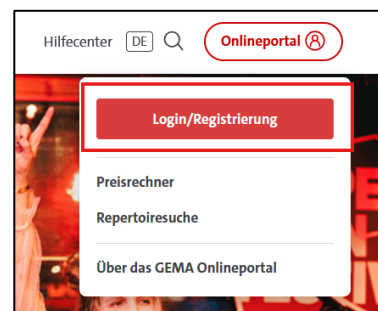 Hilfecenter DE Onlineportal
Login/Registrierung
Preisrechner
Repertoiresuche
Über das GEMA Onlineportal